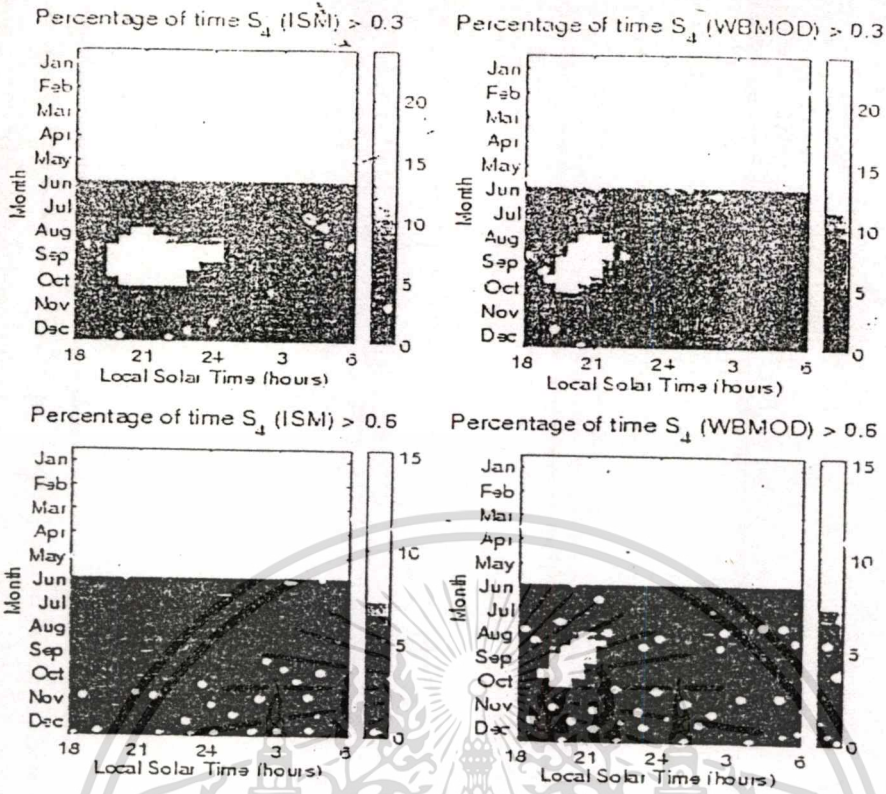 Percentage of time S4 (ISM) > 0.3
Jan
Feb
Mar
Apr
May
Jun
Jul
Aug
Sep
Oct
Nov
Dec
Month
18 21 24 3 6
Local Solar Time (hours)
20
15
10
5
0
Percentage of time S4 (WBMOD) > 0.3
Jan
Feb
Mar
Apr
May
Jun
Jul
Aug
Sep
Oct
Nov
Dec
Month
18 21 24 3 6
Local Solar Time (hours)
20
15
10
5
0
Percentage of time S4 (ISM) > 0.6
Jan
Feb
Mar
Apr
May
Jun
Jul
Aug
Sep
Oct
Nov
Dec
Month
18 21 24 3 6
Local Solar Time (hours)
15
10
5
0
Percentage of time S4 (WBMOD) > 0.6
Jan
Feb
Mar
Apr
May
Jun
Jul
Aug
Sep
Oct
Nov
Dec
Month
18 21 24 3 6
Local Solar Time (hours)
15
10
5
0